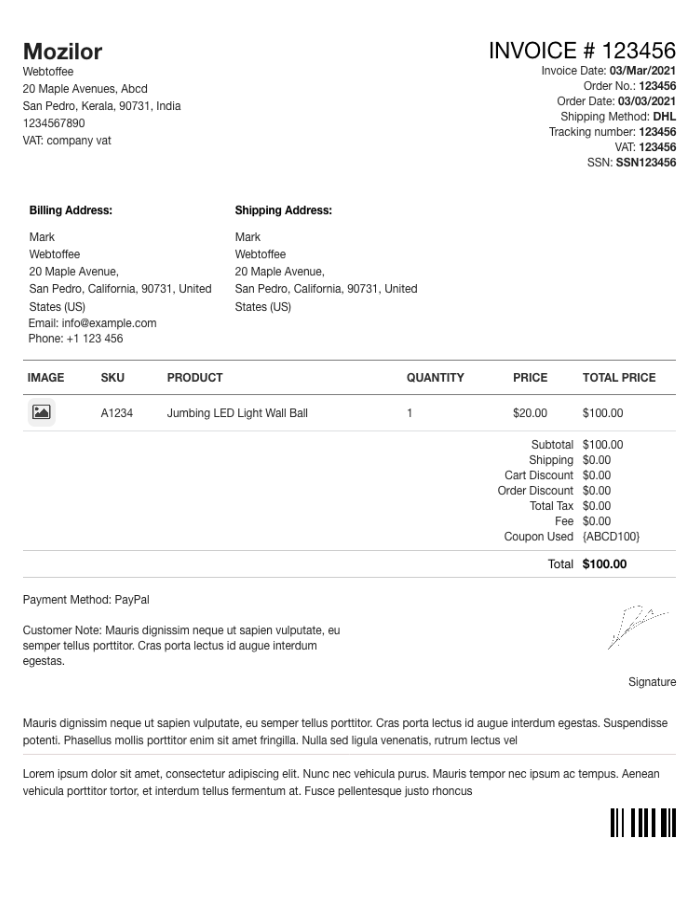 Mozilor
Webtoffee
20 Maple Avenues, Abcd
San Pedro, Kerala, 90731, India
1234567890
VAT: company vat
INVOICE # 123456
Invoice Date: 03/Mar/2021
Order No.: 123456
Order Date: 03/03/2021
Shipping Method: DHL
Tracking number: 123456
VAT: 123456
SSN: SSN123456
Billing Address:
Mark
Webtoffee
20 Maple Avenue,
San Pedro, California, 90731, United
States (US)
Email: info@example.com
Phone: +1 123 456
Shipping Address:
Mark
Webtoffee
20 Maple Avenue,
San Pedro, California, 90731, United
States (US)
IMAGE SKU PRODUCT QUANTITY PRICE TOTAL PRICE
A1234 Jumbing LED Light Wall Ball 1 $20.00 $100.00
Subtotal $100.00
Shipping $0.00
Cart Discount $0.00
Order Discount $0.00
Total Tax $0.00
Fee $0.00
Coupon Used {ABCD100}
Total $100.00
Payment Method: PayPal
Customer Note: Mauris dignissim neque ut sapien vulputate, eu
semper tellus porttitor. Cras porta lectus id augue interdum
egestas.
Signature
Mauris dignissim neque ut sapien vulputate, eu semper tellus porttitor. Cras porta lectus id augue interdum egestas. Suspendisse
potenti. Phasellus mollis porttitor enim sit amet fringilla. Nulla sed ligula venenatis, rutrum lectus vel
Lorem ipsum dolor sit amet, consectetur adipiscing elit. Nunc nec vehicula purus. Mauris tempor nec ipsum ac tempus. Aenean
vehicula porttitor tortor, et interdum tellus fermentum at. Fusce pellentesque justo rhoncus